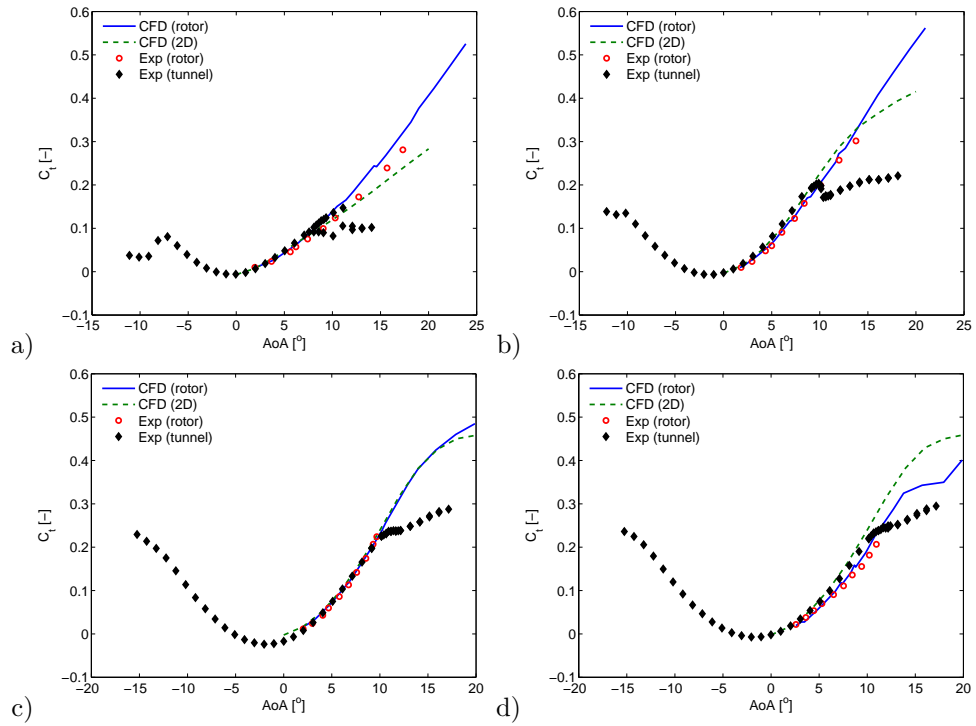 CFD (rotor)
CFD (2D)
Exp (rotor)
Exp (tunnel)
0.6
0.5
0.4
0.3
0.2
0.1
0
−0.1
C_t [−]
−15 −10 −5 0 5 10 15 20 25
AoA [°]
a)
CFD (rotor)
CFD (2D)
Exp (rotor)
Exp (tunnel)
0.6
0.5
0.4
0.3
0.2
0.1
0
−0.1
C_t [−]
−15 −10 −5 0 5 10 15 20 25
AoA [°]
b)
CFD (rotor)
CFD (2D)
Exp (rotor)
Exp (tunnel)
0.6
0.5
0.4
0.3
0.2
0.1
0
−0.1
C_t [−]
−20 −15 −10 −5 0 5 10 15 20
AoA [°]
c)
CFD (rotor)
CFD (2D)
Exp (rotor)
Exp (tunnel)
0.6
0.5
0.4
0.3
0.2
0.1
0
−0.1
C_t [−]
−20 −15 −10 −5 0 5 10 15 20
AoA [°]
d)